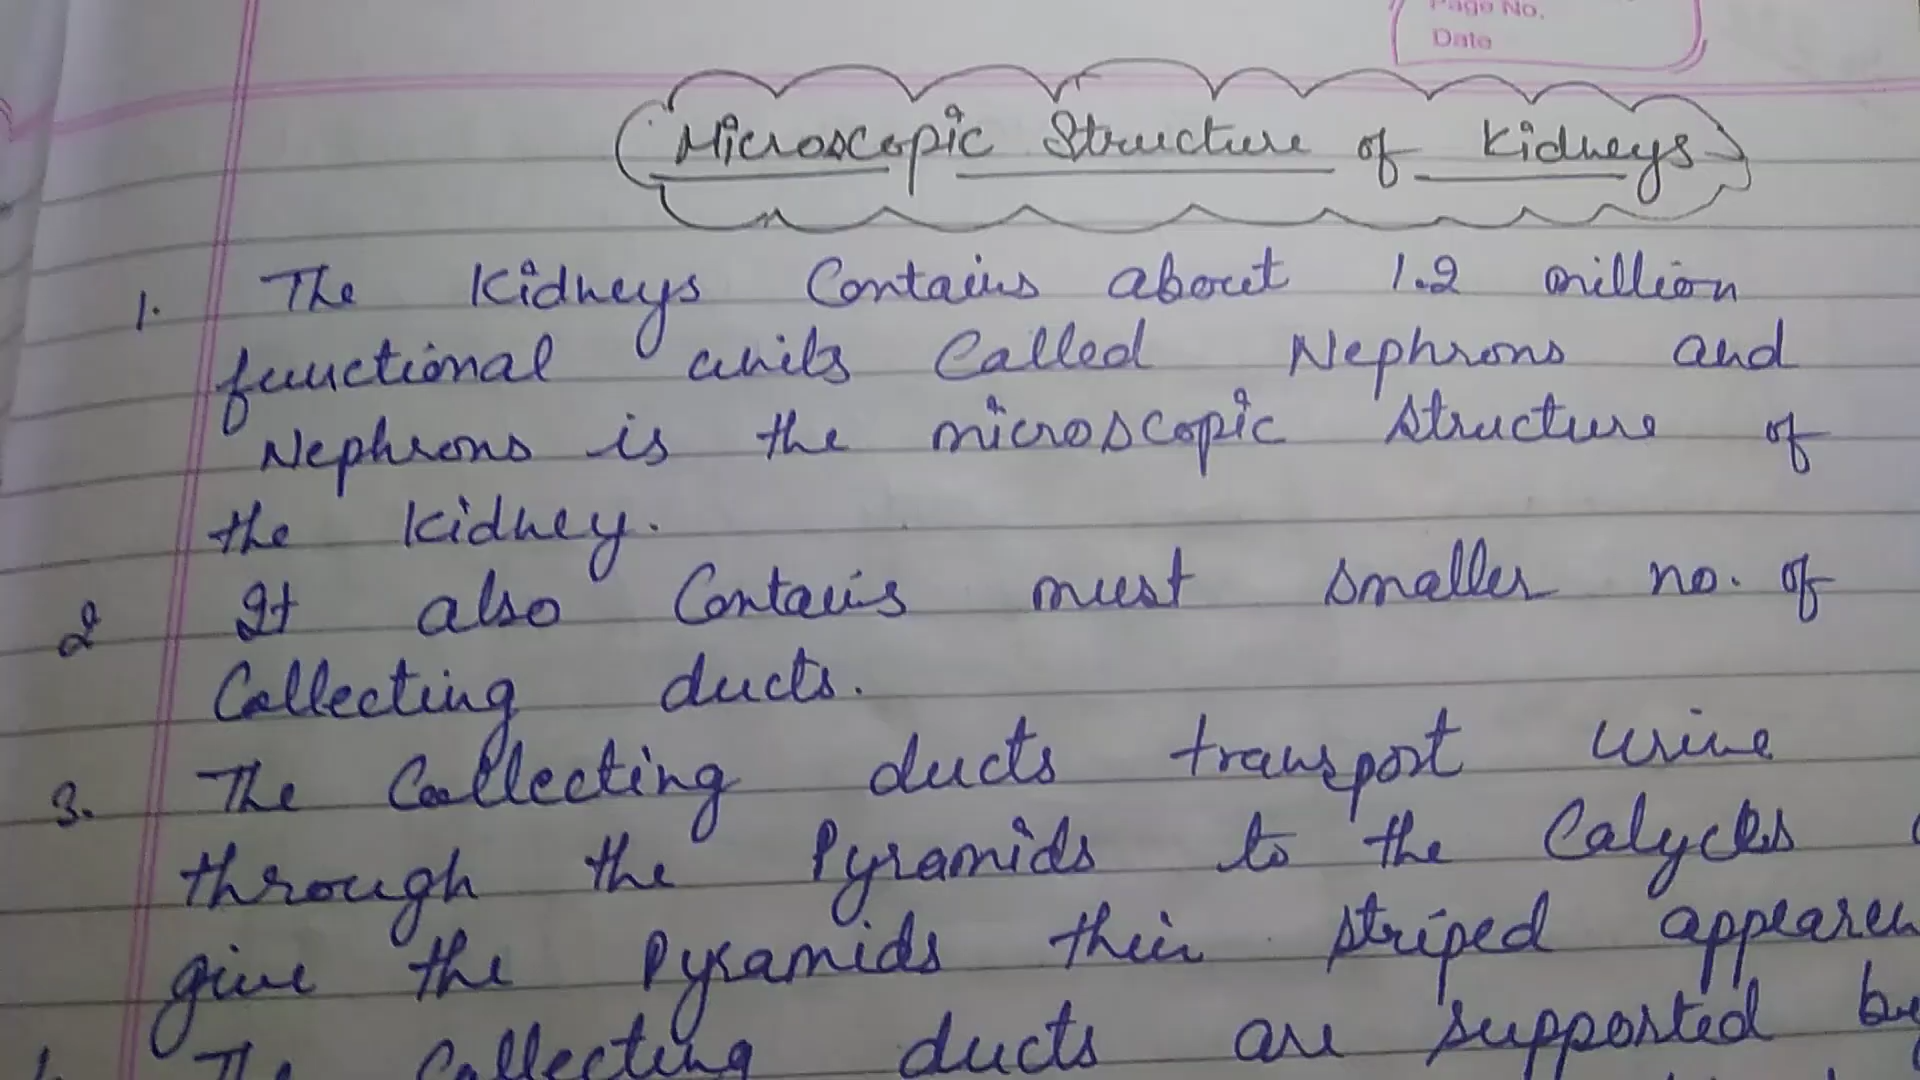 Page No.
Date
Microscopic Structure of Kidneys
1. The Kidneys Contains about 1.2 million
functional units Called Nephrons and
Nephrons is the microscopic structure of
the kidney.
2 It also Contains must smaller no. of
Collecting ducts.
3. The Collecting ducts transport urine
through the Pyramids to the Calyces
give the Pyramids their striped appearen
The Collecting ducts are supported by